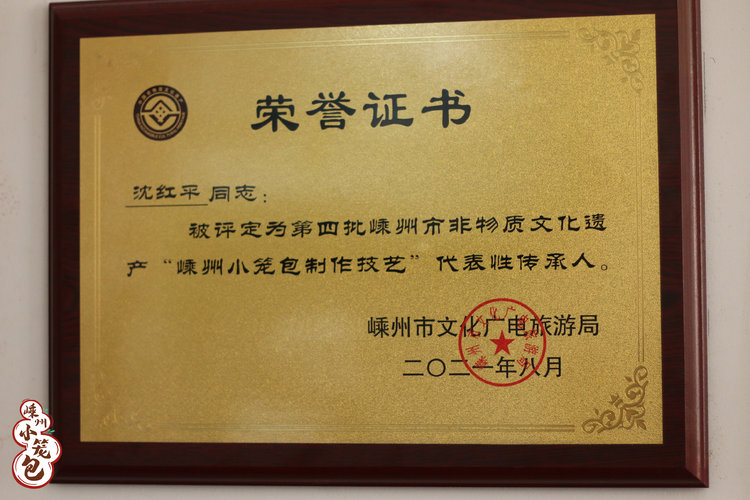 荣誉证书
沈红平 同志：
被评定为第四批嵊州市非物质文化遗
产“嵊州小笼包制作技艺”代表性传承人。
嵊州市文化广电旅游局
二〇二一年八月
嵊州
小笼包